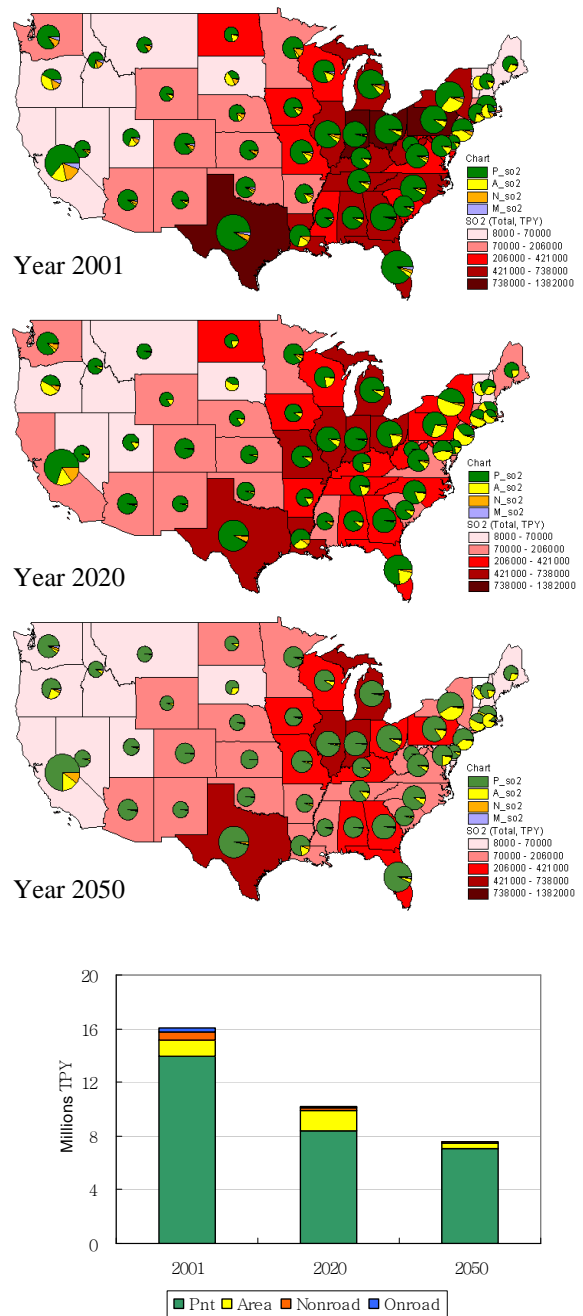 Year 2001
Chart
P_so2
A_so2
N_so2
M_so2
SO2 (Total, TPY)
8000 - 70000
70000 - 206000
206000 - 421000
421000 - 738000
738000 - 1382000
Year 2020
Chart
P_so2
A_so2
N_so2
M_so2
SO2 (Total, TPY)
8000 - 70000
70000 - 206000
206000 - 421000
421000 - 738000
738000 - 1382000
Year 2050
Chart
P_so2
A_so2
N_so2
M_so2
SO2 (Total, TPY)
8000 - 70000
70000 - 206000
206000 - 421000
421000 - 738000
738000 - 1382000
20
16
12
8
4
0
Millions TPY
2001 2020 2050
Pnt Area Nonroad Onroad